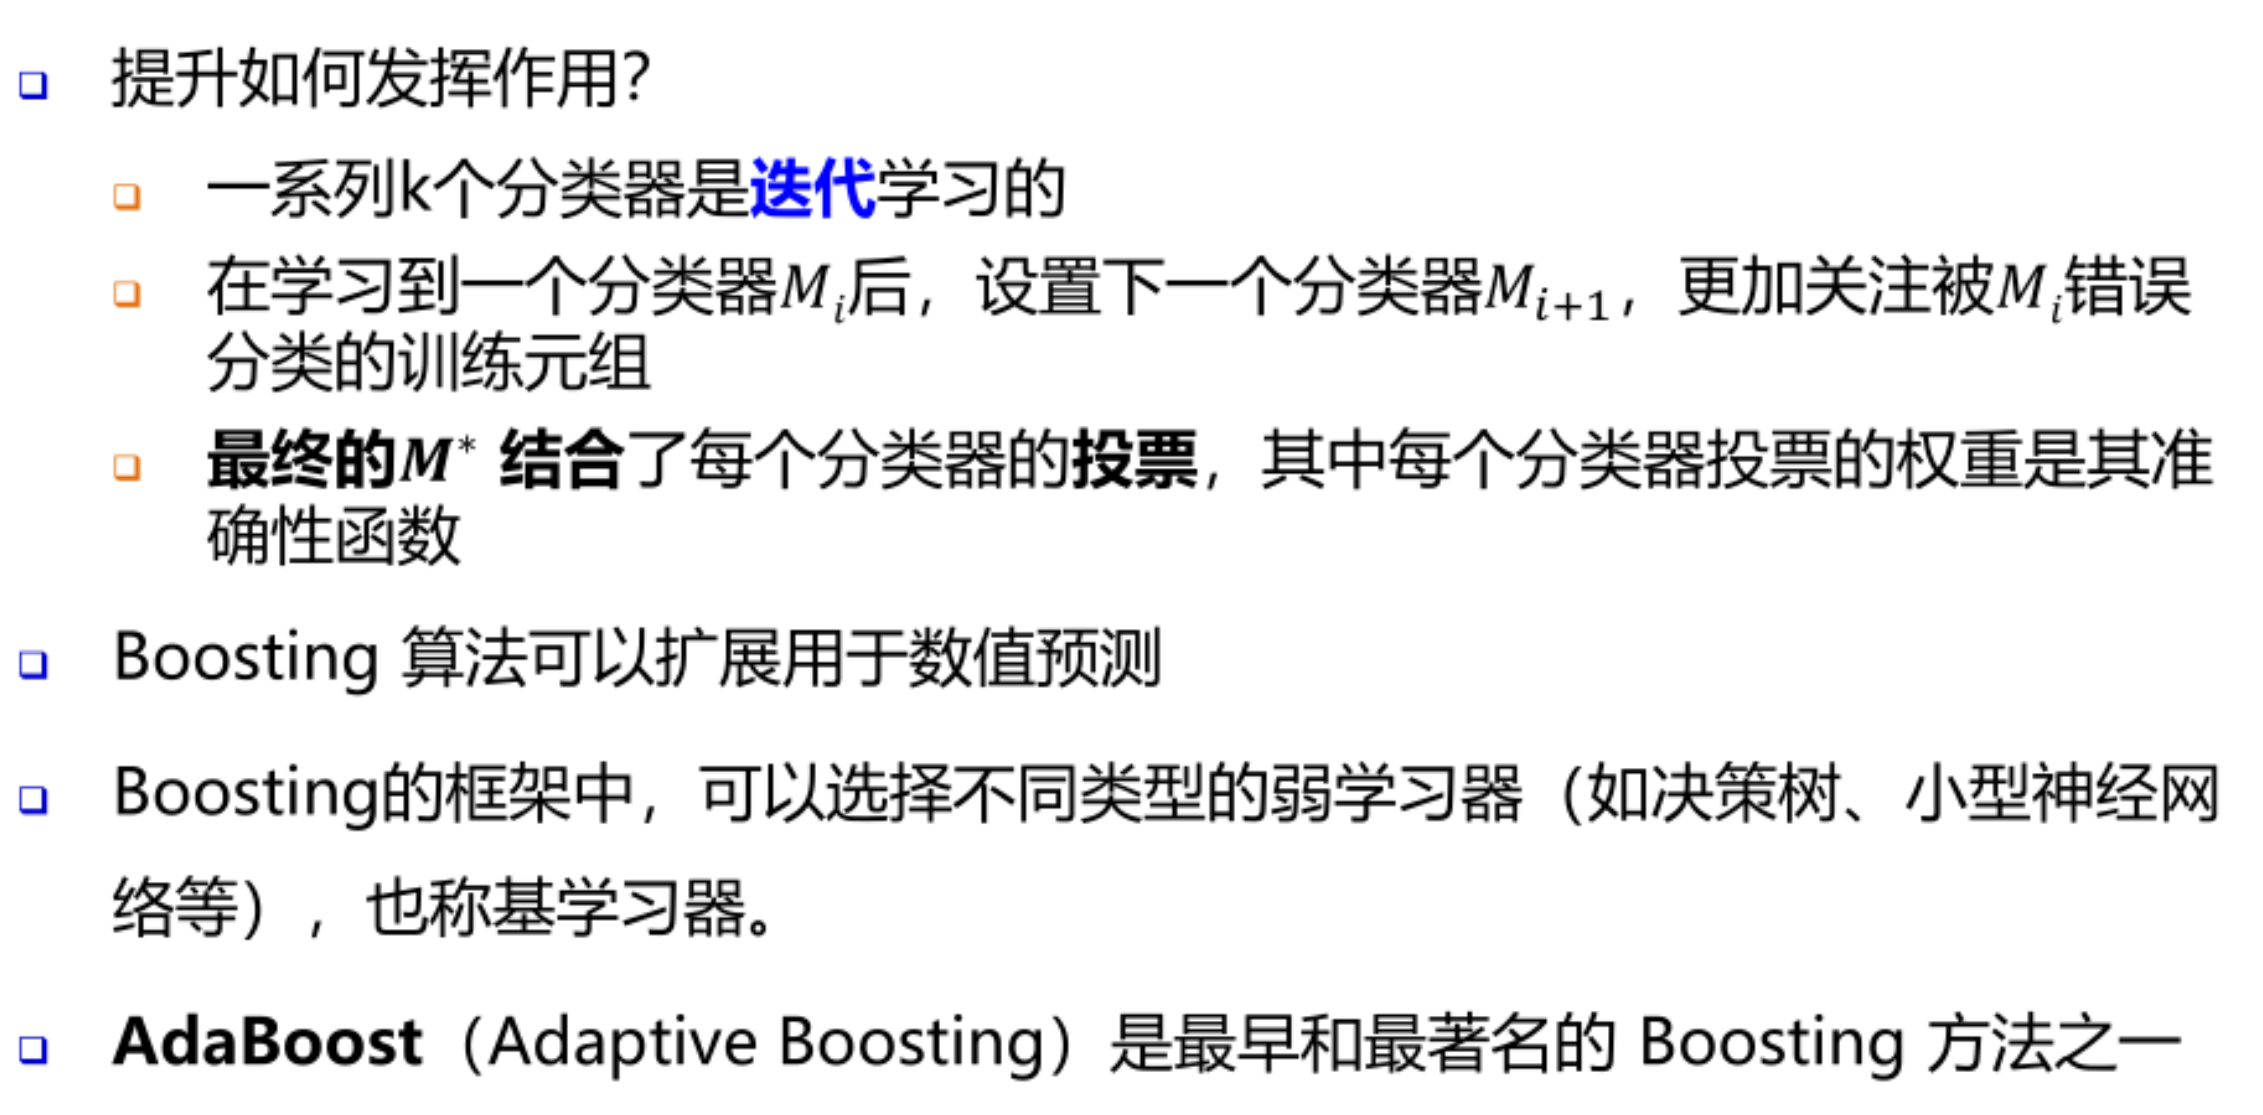 提升如何发挥作用？
一系列k个分类器是迭代学习的
在学习到一个分类器Mᵢ后，设置下一个分类器Mᵢ₊₁，更加关注被Mᵢ错误
分类的训练元组
最终的M* 结合了每个分类器的投票，其中每个分类器投票的权重是其准
确性函数
Boosting 算法可以扩展用于数值预测
Boosting的框架中，可以选择不同类型的弱学习器（如决策树、小型神经网
络等），也称基学习器。
AdaBoost（Adaptive Boosting）是最早和最著名的 Boosting 方法之一